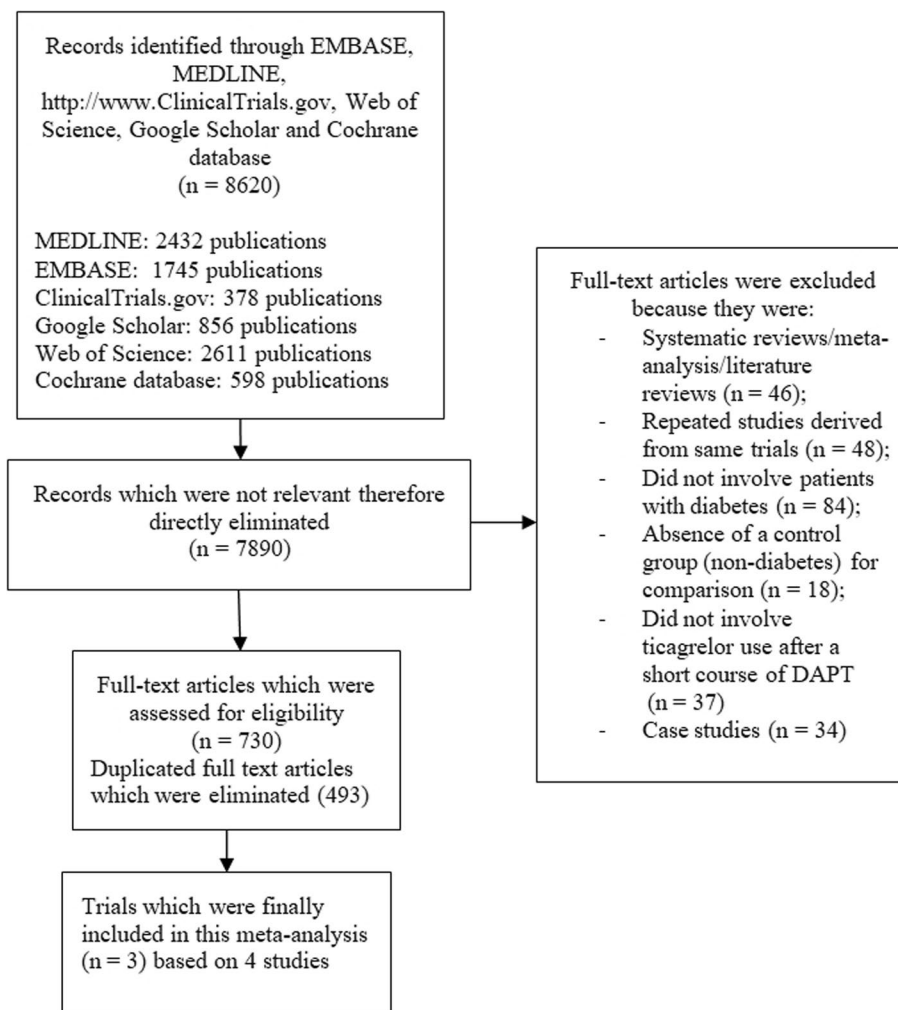 Records identified through EMBASE,
MEDLINE,
http://www.ClinicalTrials.gov, Web of
Science, Google Scholar and Cochrane
database
(n = 8620)
MEDLINE: 2432 publications
EMBASE:  1745 publications
ClinicalTrials.gov: 378 publications
Google Scholar: 856 publications
Web of Science: 2611 publications
Cochrane database: 598 publications
Records which were not relevant therefore
directly eliminated
(n = 7890)
Full-text articles were excluded
because they were:
- Systematic reviews/meta-
analysis/literature
reviews (n = 46);
- Repeated studies derived
from same trials (n = 48);
- Did not involve patients
with diabetes (n = 84);
- Absence of a control
group (non-diabetes) for
comparison (n = 18);
- Did not involve
ticagrelor use after a
short course of DAPT
(n = 37)
- Case studies (n = 34)
Full-text articles which were
assessed for eligibility
(n = 730)
Duplicated full text articles
which were eliminated (493)
Trials which were finally
included in this meta-analysis
(n = 3) based on 4 studies